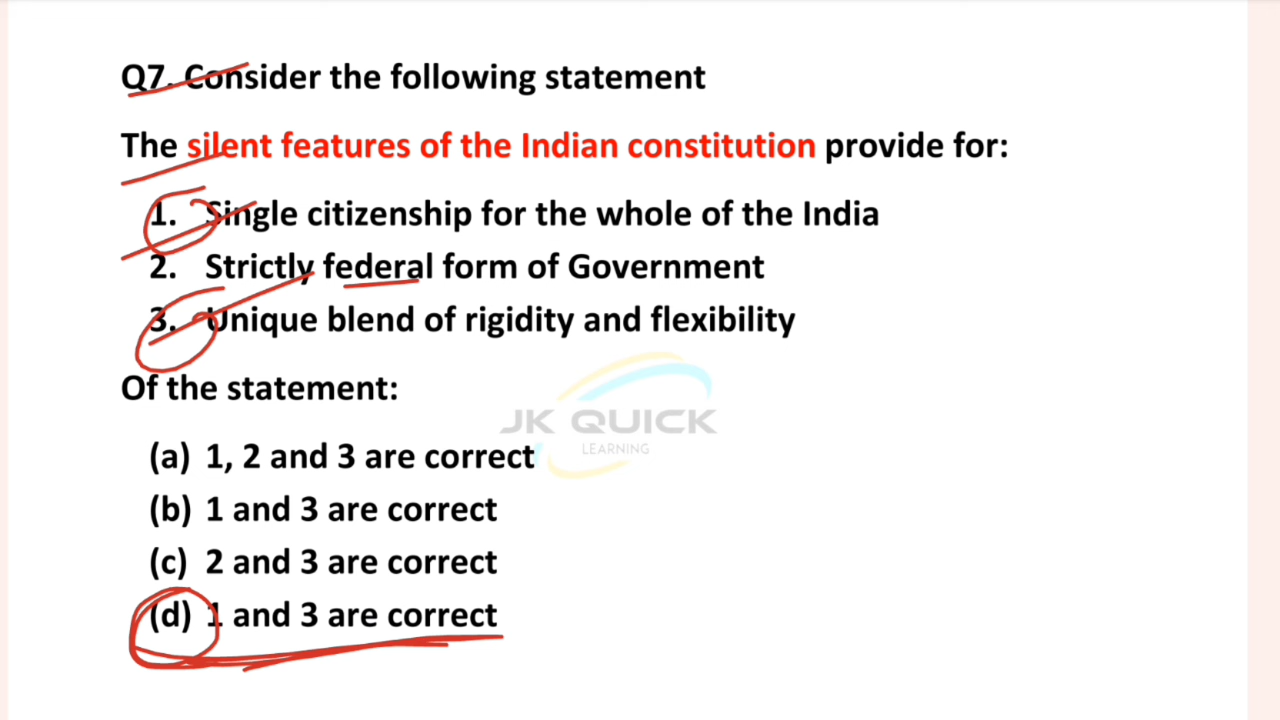 Q7. Consider the following statement
The silent features of the Indian constitution provide for:
1. Single citizenship for the whole of the India
2. Strictly federal form of Government
3. Unique blend of rigidity and flexibility
Of the statement:
JK QUICK
LEARNING
(a) 1, 2 and 3 are correct
(b) 1 and 3 are correct
(c) 2 and 3 are correct
(d) 1 and 3 are correct